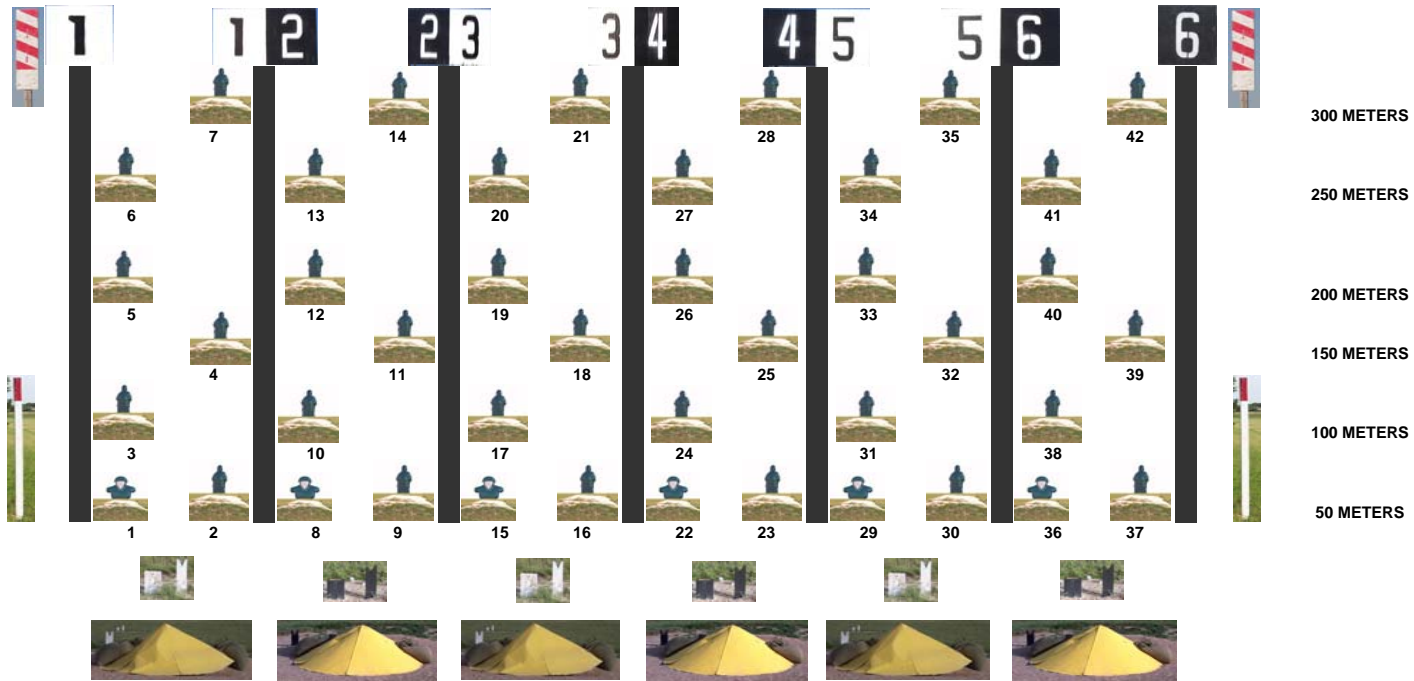 1 1 2 2 3 3 4 4 5 5 6 6
7 14 21 28 35 42 300 METERS
6 13 20 27 34 41 250 METERS
5 12 19 26 33 40 200 METERS
4 11 18 25 32 39 150 METERS
3 10 17 24 31 38 100 METERS
1 2 8 9 15 16 22 23 29 30 36 37 50 METERS